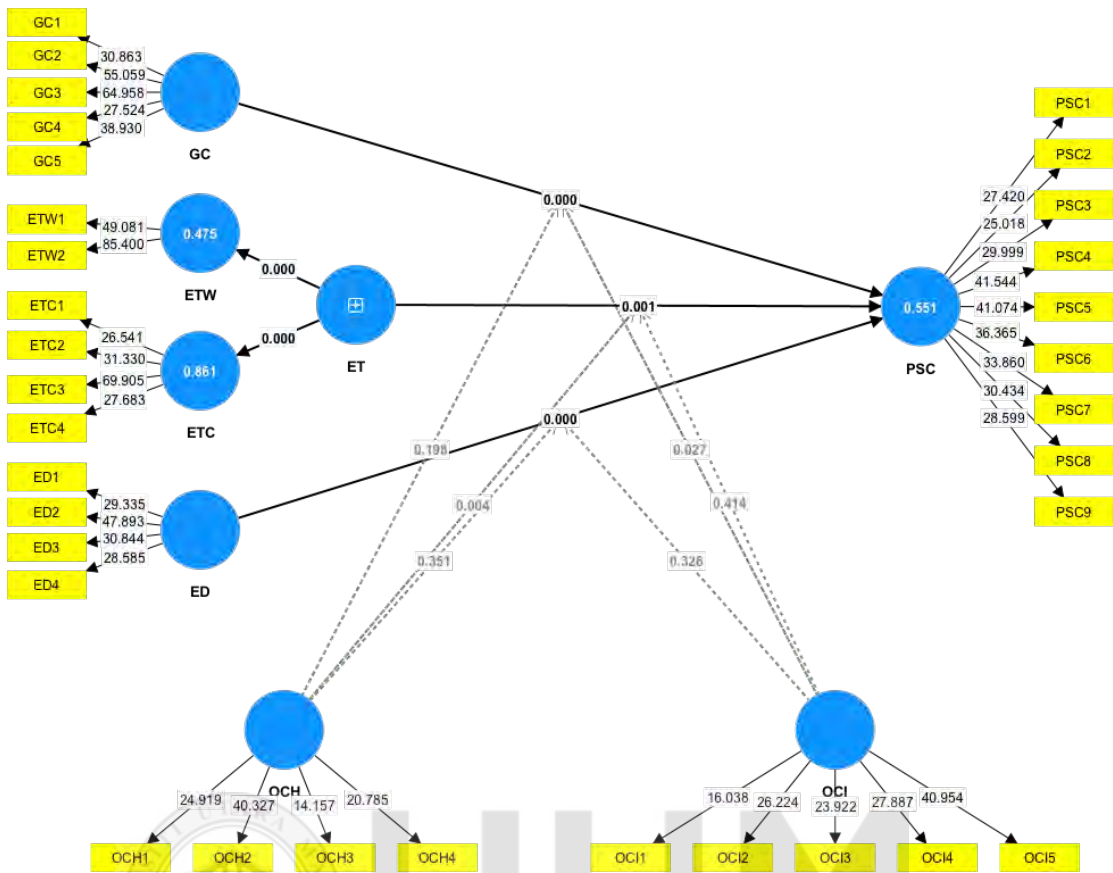 GC1
GC2
GC3
GC4
GC5
30.863
55.059
64.958
27.524
38.930
GC
ETW1
ETW2
49.081
85.400
0.475
ETW
ETC1
ETC2
ETC3
ETC4
26.541
31.330
69.905
27.683
0.861
ETC
0.000
0.000
ET
ED1
ED2
ED3
ED4
29.335
47.893
30.844
28.585
ED
0.000
0.001
0.000
0.551
PSC
27.420
25.018
29.999
41.544
41.074
36.365
33.860
30.434
28.599
PSC1
PSC2
PSC3
PSC4
PSC5
PSC6
PSC7
PSC8
PSC9
0.198
0.004
0.351
0.027
0.414
0.326
OCH
24.919
40.327
14.157
20.785
OCH1
OCH2
OCH3
OCH4
OCI
16.038
26.224
23.922
27.887
40.954
OCI1
OCI2
OCI3
OCI4
OCI5